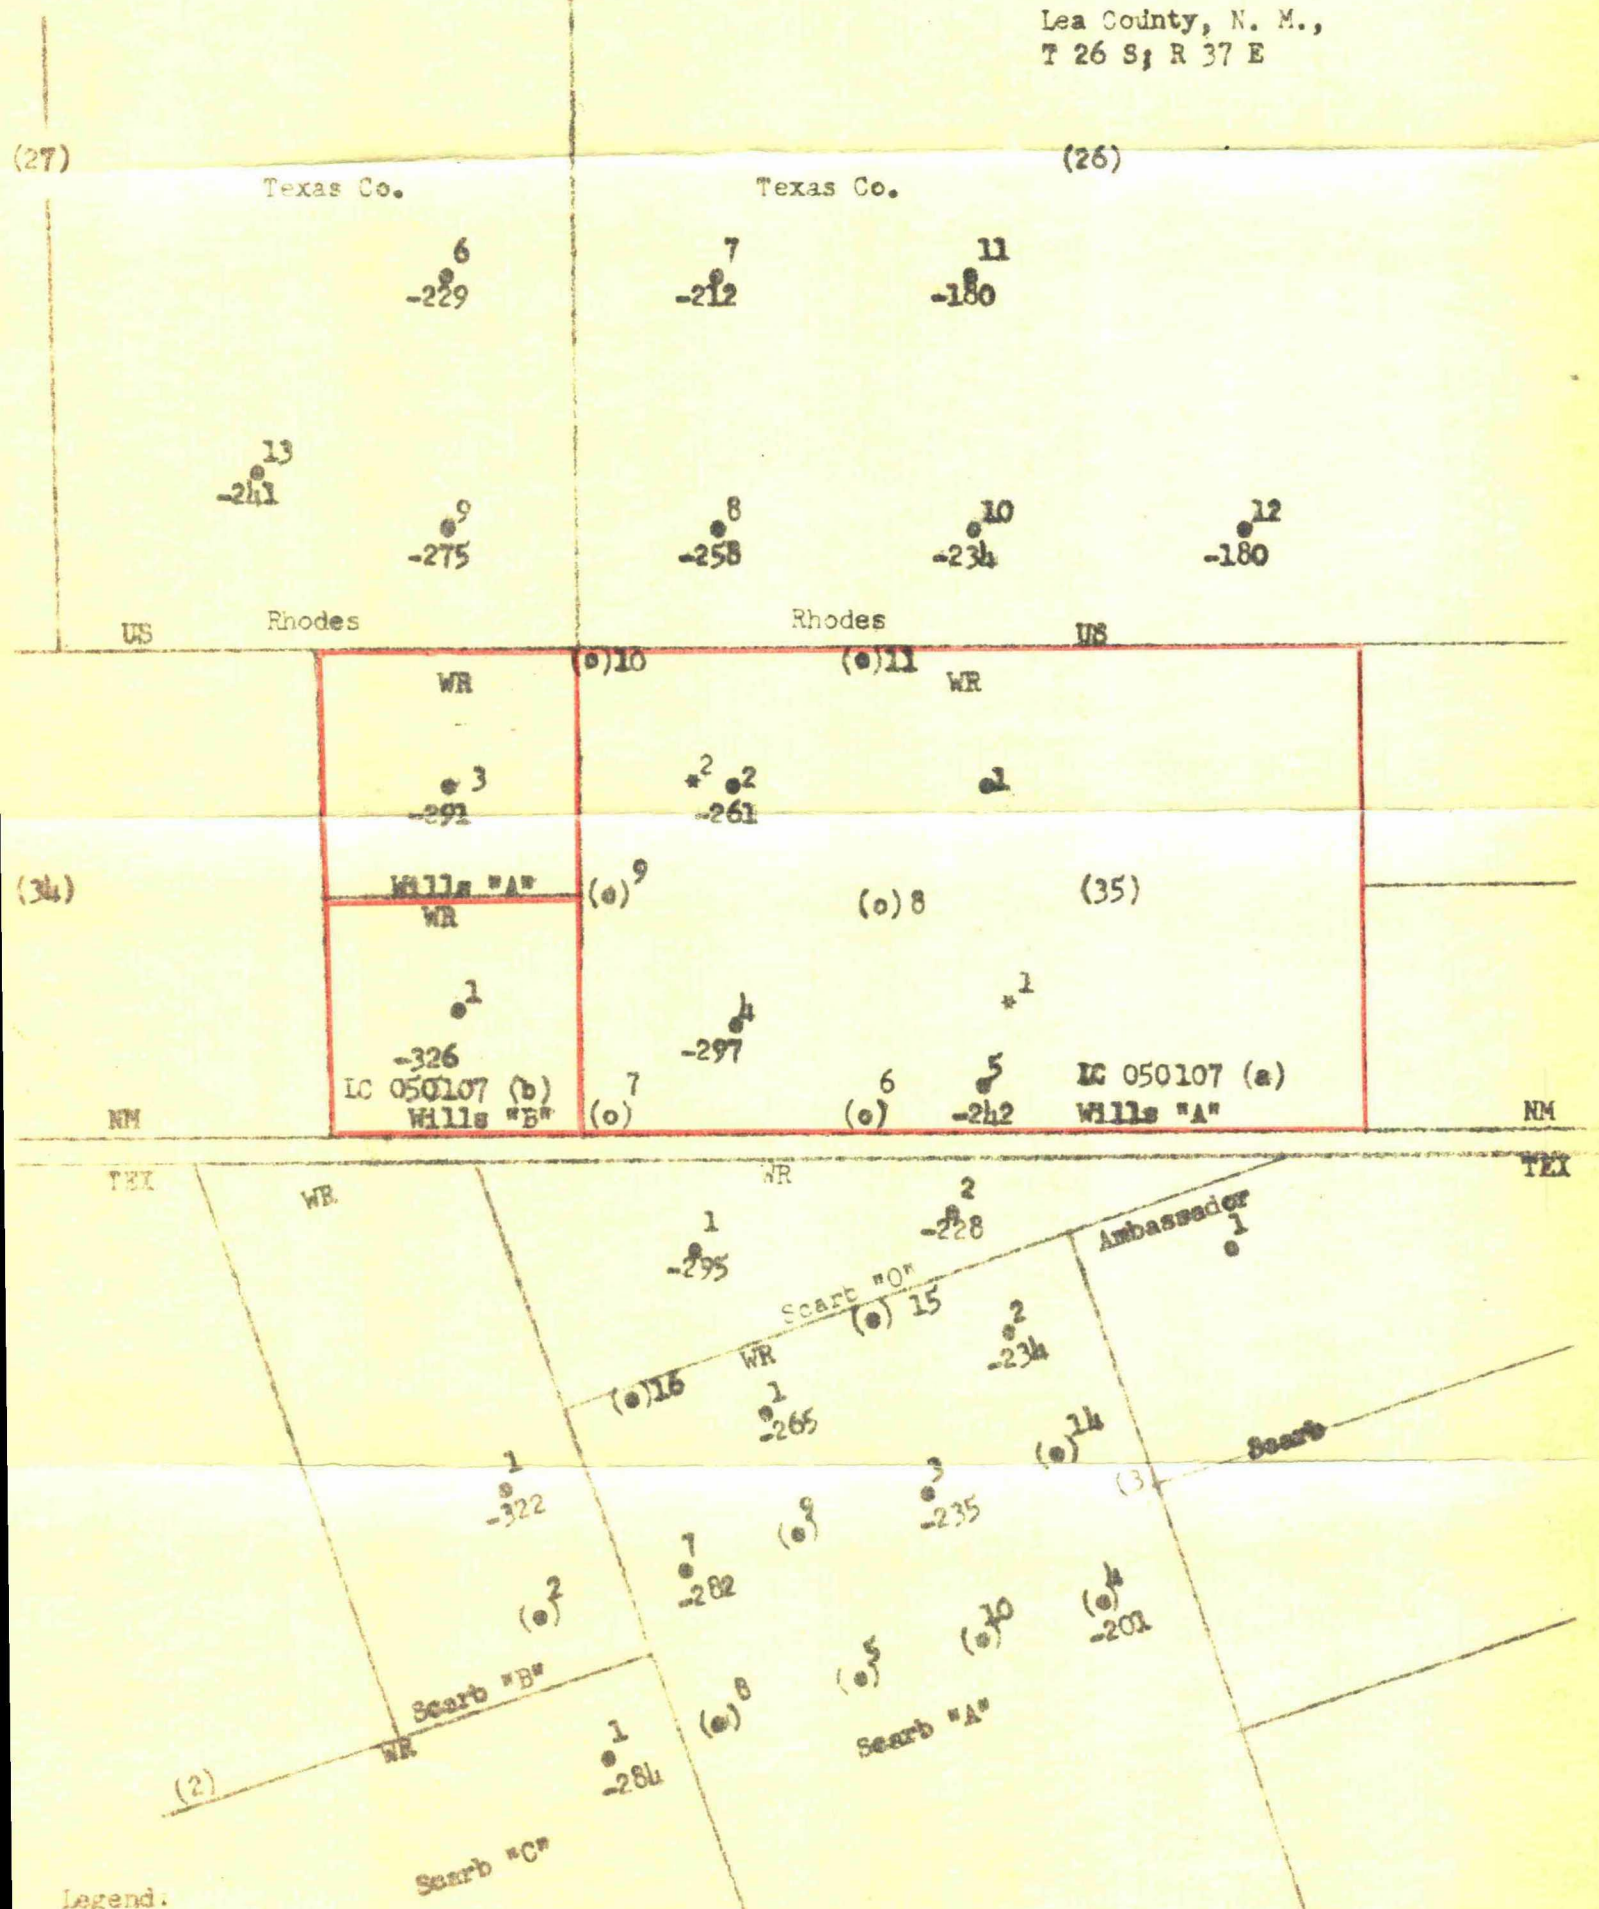 Lea County, N. M.,
T 26 S; R 37 E
(27)
(26)
Texas Co.
Texas Co.
6
-229
7
-212
11
-180
13
-241
9
-275
8
-258
10
-234
12
-180
US
Rhodes
Rhodes
US
10
11
WR
WR
3
-291
2
2
-261
1
(34)
Wills "A"
9
8
(35)
WR
1
-326
4
-297
1
LC 050107 (b)
Wills "B"
7
6
5
-242
LC 050107 (a)
Wills "A"
NM
NM
TEX
TEX
WR
WR
1
-295
2
-228
Ambassador
1
Scarb "O"
15
2
-234
WR
16
1
-265
14
Scarb
(3
1
-322
9
3
-235
7
-282
2
10
4
-201
5
8
Scarb "B"
Scarb "A"
WR
1
-284
(2)
Scarb "C"
Legend: